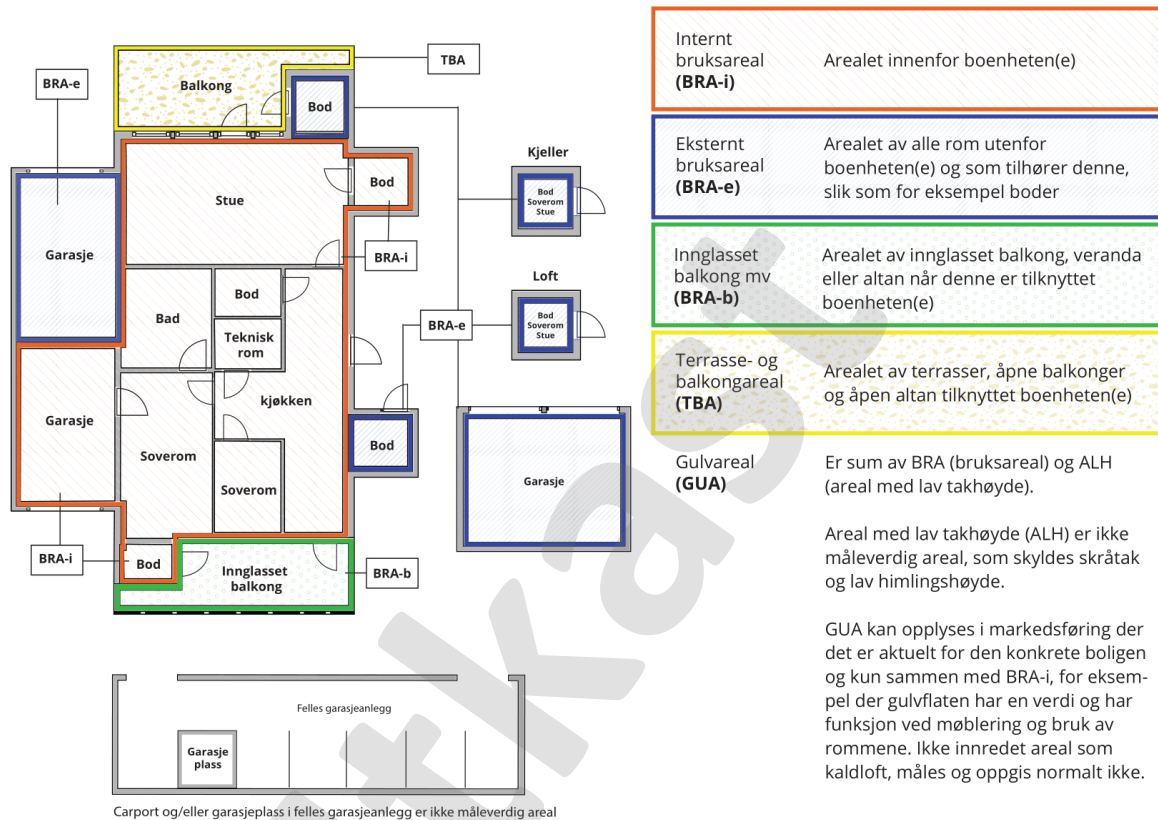 TBA
BRA-e
Balkong
Bod
Stue
Bod
BRA-i
Garasje
Bad
Bod
Teknisk
rom
kjøkken
Garasje
Soverom
Soverom
Bod
BRA-i
Bod
Innglasset
balkong
BRA-b
Kjeller
Bod
Soverom
Stue
Loft
Bod
Soverom
Stue
BRA-e
Garasje
Felles garasjeanlegg
Garasje
plass
Carport og/eller garasjeplass i felles garasjeanlegg er ikke måleverdig areal
Internt
bruksareal
(BRA-i)
Arealet innenfor boenheten(e)
Eksternt
bruksareal
(BRA-e)
Arealet av alle rom utenfor
boenheten(e) og som tilhører denne,
slik som for eksempel boder
Innglasset
balkong mv
(BRA-b)
Arealet av innglasset balkong, veranda
eller altan når denne er tilknyttet
boenheten(e)
Terrasse- og
balkongareal
(TBA)
Arealet av terrasser, åpne balkonger
og åpen altan tilknyttet boenheten(e)
Gulvareal
(GUA)
Er sum av BRA (bruksareal) og ALH
(areal med lav takhøyde).
Areal med lav takhøyde (ALH) er ikke
måleverdig areal, som skyldes skråtak
og lav himlingshøyde.
GUA kan opplyses i markedsføring der
det er aktuelt for den konkrete boligen
og kun sammen med BRA-i, for eksem-
pel der gulvflaten har en verdi og har
funksjon ved møblering og bruk av
rommene. Ikke innredet areal som
kaldloft, måles og oppgis normalt ikke.
tkast